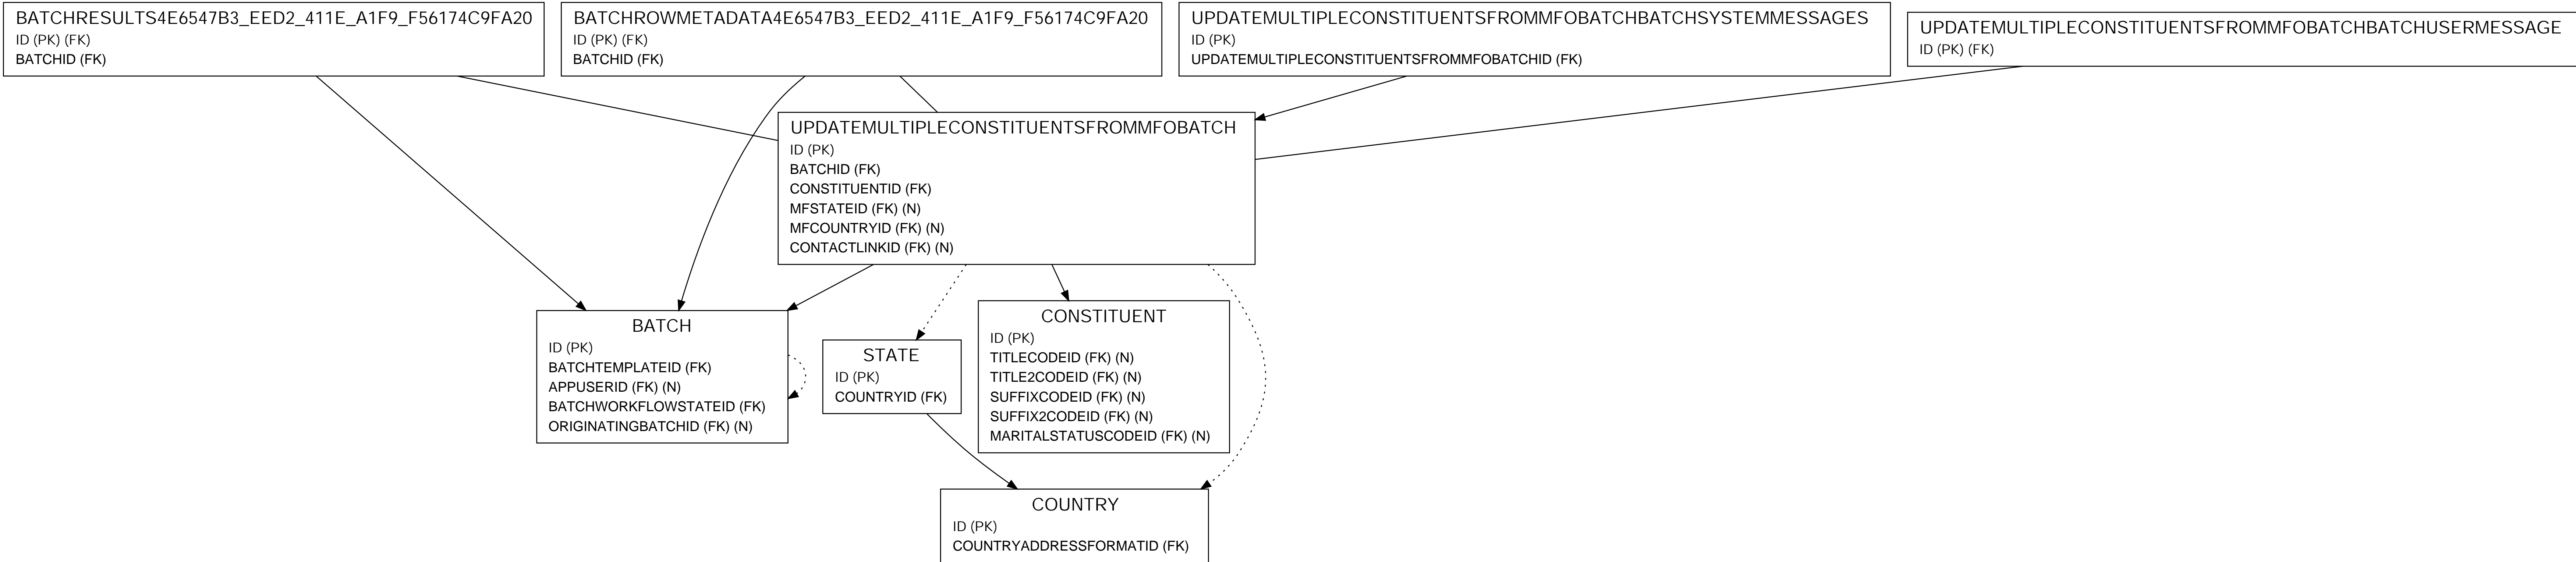 BATCHRESULTS4E6547B3_EED2_411E_A1F9_F56174C9FA20
ID (PK) (FK)
BATCHID (FK)
BATCHROWMETADATA4E6547B3_EED2_411E_A1F9_F56174C9FA20
ID (PK) (FK)
BATCHID (FK)
UPDATEMULTIPLECONSTITUENTSFROMMFOBATCHBATCHSYSTEMMESSAGES
ID (PK)
UPDATEMULTIPLECONSTITUENTSFROMMFOBATCHID (FK)
UPDATEMULTIPLECONSTITUENTSFROMMFOBATCHBATCHUSERMESSAGE
ID (PK) (FK)
UPDATEMULTIPLECONSTITUENTSFROMMFOBATCH
ID (PK)
BATCHID (FK)
CONSTITUENTID (FK)
MFSTATEID (FK) (N)
MFCOUNTRYID (FK) (N)
CONTACTLINKID (FK) (N)
BATCH
ID (PK)
BATCHTEMPLATEID (FK)
APPUSERID (FK) (N)
BATCHWORKFLOWSTATEID (FK)
ORIGINATINGBATCHID (FK) (N)
STATE
ID (PK)
COUNTRYID (FK)
CONSTITUENT
ID (PK)
TITLECODEID (FK) (N)
TITLE2CODEID (FK) (N)
SUFFIXCODEID (FK) (N)
SUFFIX2CODEID (FK) (N)
MARITALSTATUSCODEID (FK) (N)
COUNTRY
ID (PK)
COUNTRYADDRESSFORMATID (FK)